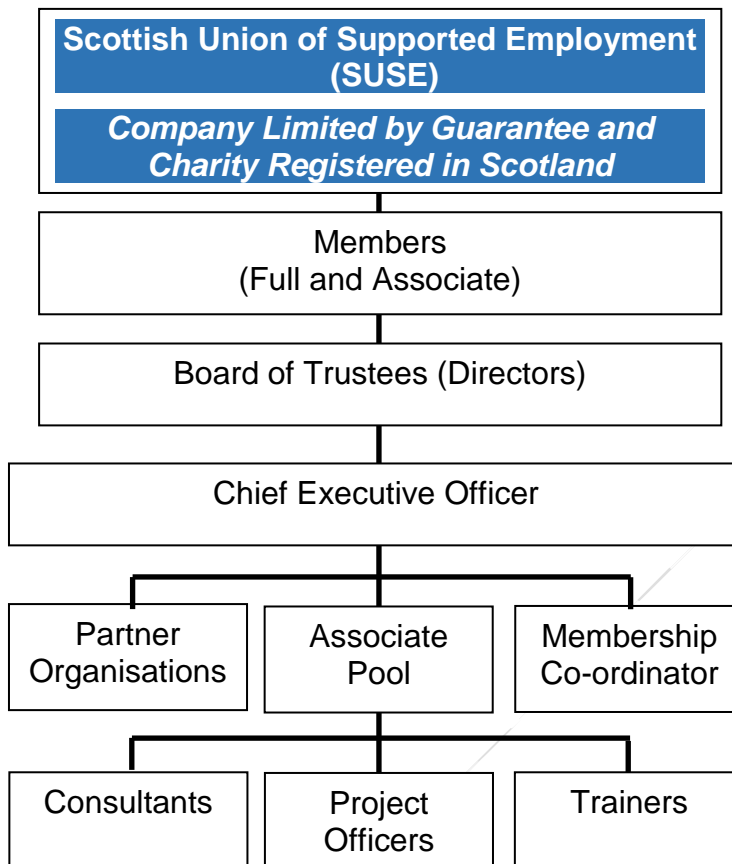 Scottish Union of Supported Employment
(SUSE)
Company Limited by Guarantee and
Charity Registered in Scotland
Members
(Full and Associate)
Board of Trustees (Directors)
Chief Executive Officer
Partner
Organisations
Associate
Pool
Membership
Co-ordinator
Consultants
Project
Officers
Trainers